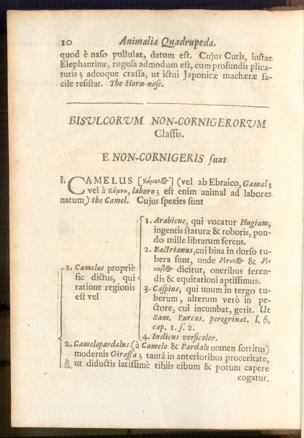 10 Animalia Quadrupeda.
quod è naso pullulat, datum est. Cujus Cutis, instar
Elephantinæ, rugosa admodum est, cum profundis plica-
turis; adeoque crassa, ut ictui Japonicæ machæræ fa-
cile resistat. The Horn-nose.
BISULCORVM NON-CORNIGERORVM
Classis.
E NON-CORNIGERIS sunt
I. CAMELUS (vel ab Ebraico, Gamal;
vel à labore; est enim animal ad labores
natum) the Camel. Cujus species sunt
1. Camelus propriè
sic dictus, qui
ratione regionis
est vel
1. Arabicus, qui vocatur Hugium,
ingentis staturæ & roboris, pon-
do mille librarum ferens.
2. Bactrianus, cui bina in dorso tu-
bera sunt, unde &
dicitur, oneribus feren-
dis & equitationi aptissimus.
3. Caspius, qui unum in tergo tu-
berum, alterum verò in pe-
ctore, cui incumbat, gerit. Ut
Sam. Purcas. peregrinat. l. 6.
cap. 1. s. 2.
4. Indicus versicolor.
2. Camelopardalus (à Camelo & Pardale nomen sortitus)
modernis Giraffa; tantâ in anterioribus proceritate,
& ut diductis latissimè tibiis cibum & potum capere
cogatur.